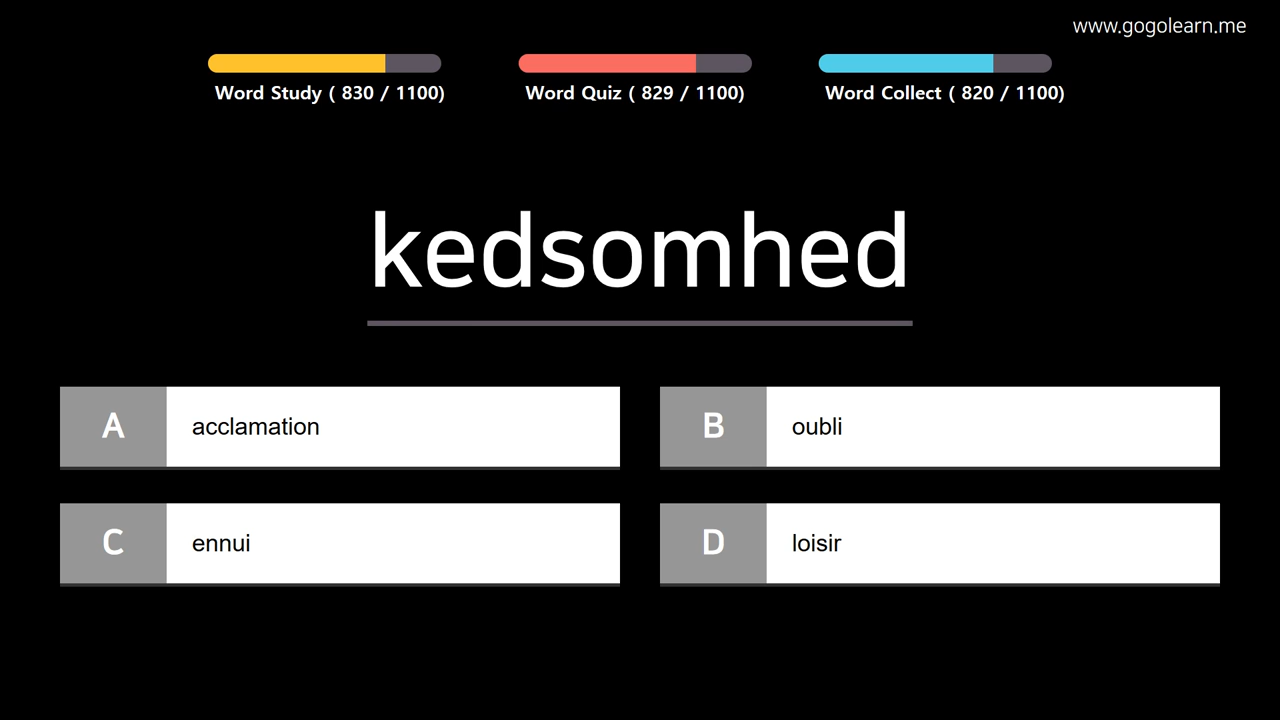 www.gogolearn.me
Word Study ( 830 / 1100)
Word Quiz ( 829 / 1100)
Word Collect ( 820 / 1100)
kedsomhed
A acclamation
B oubli
C ennui
D loisir